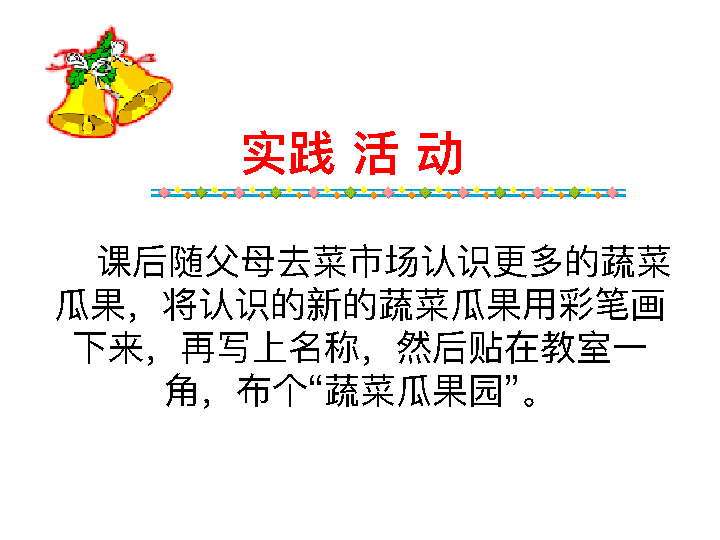 实践 活 动
课后随父母去菜市场认识更多的蔬菜
瓜果，将认识的新的蔬菜瓜果用彩笔画
下来，再写上名称，然后贴在教室一
角，布个“蔬菜瓜果园”。